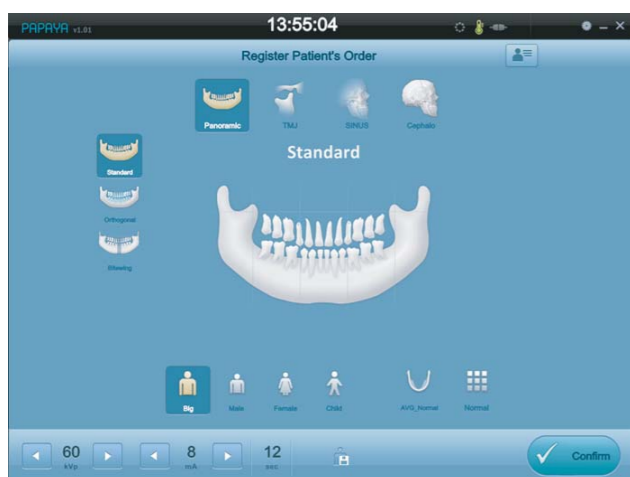 PAPAYA v1.01
13:55:04
Register Patient's Order
Panoramic
TMJ
SINUS
Cephalo
Standard
Standard
Orthogonal
Bitewing
Big
Male
Female
Child
AVG_Normal
Normal
60
kVp
8
mA
12
sec
Confirm